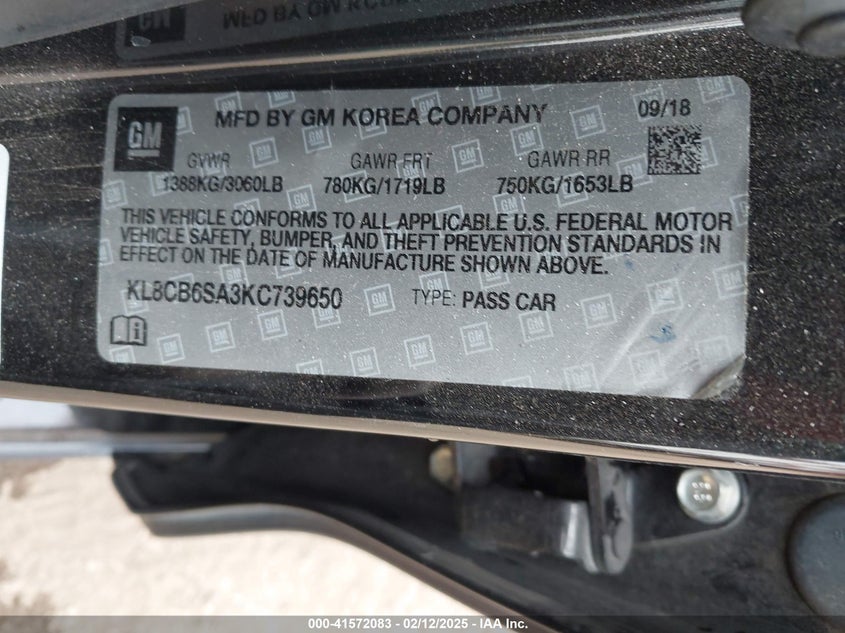 MFD BY GM KOREA COMPANY 09/18
GM
GVWR GAWR FRT GAWR RR
1388KG/3060LB 780KG/1719LB 750KG/1653LB
THIS VEHICLE CONFORMS TO ALL APPLICABLE U.S. FEDERAL MOTOR
VEHICLE SAFETY, BUMPER, AND THEFT PREVENTION STANDARDS IN
EFFECT ON THE DATE OF MANUFACTURE SHOWN ABOVE.
KL8CB6SA3KC739650 TYPE: PASS CAR
000-41572083 - 02/12/2025 - IAA Inc.